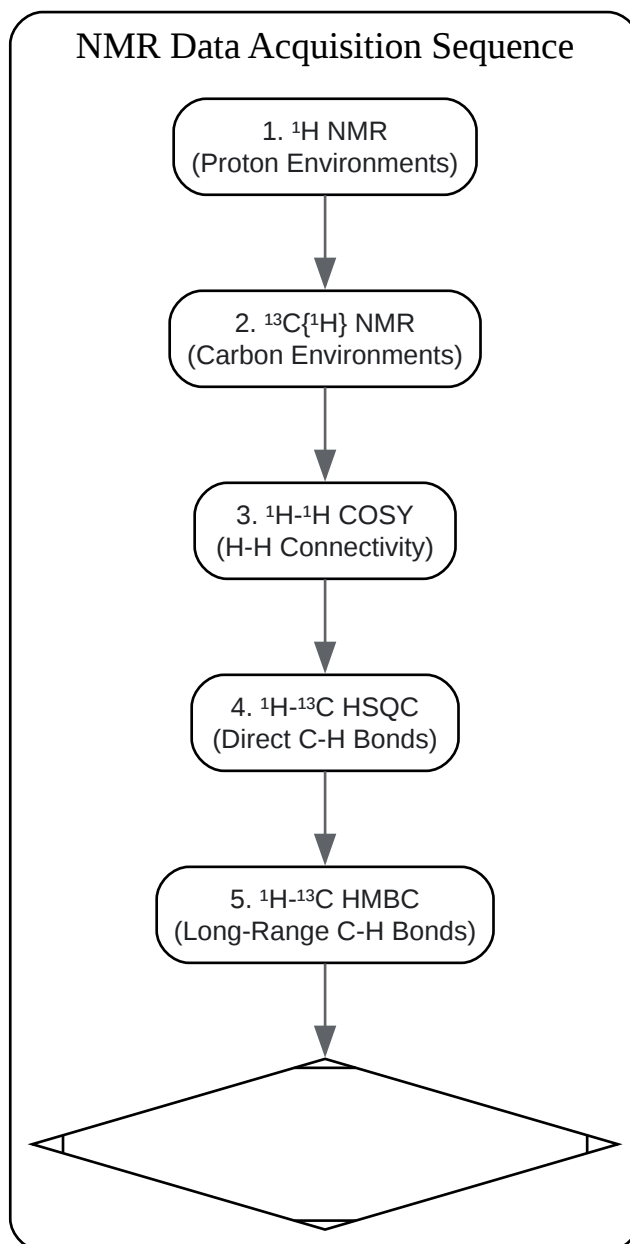 NMR Data Acquisition Sequence
1. ¹H NMR
(Proton Environments)
2. ¹³C{¹H} NMR
(Carbon Environments)
3. ¹H-¹H COSY
(H-H Connectivity)
4. ¹H-¹³C HSQC
(Direct C-H Bonds)
5. ¹H-¹³C HMBC
(Long-Range C-H Bonds)